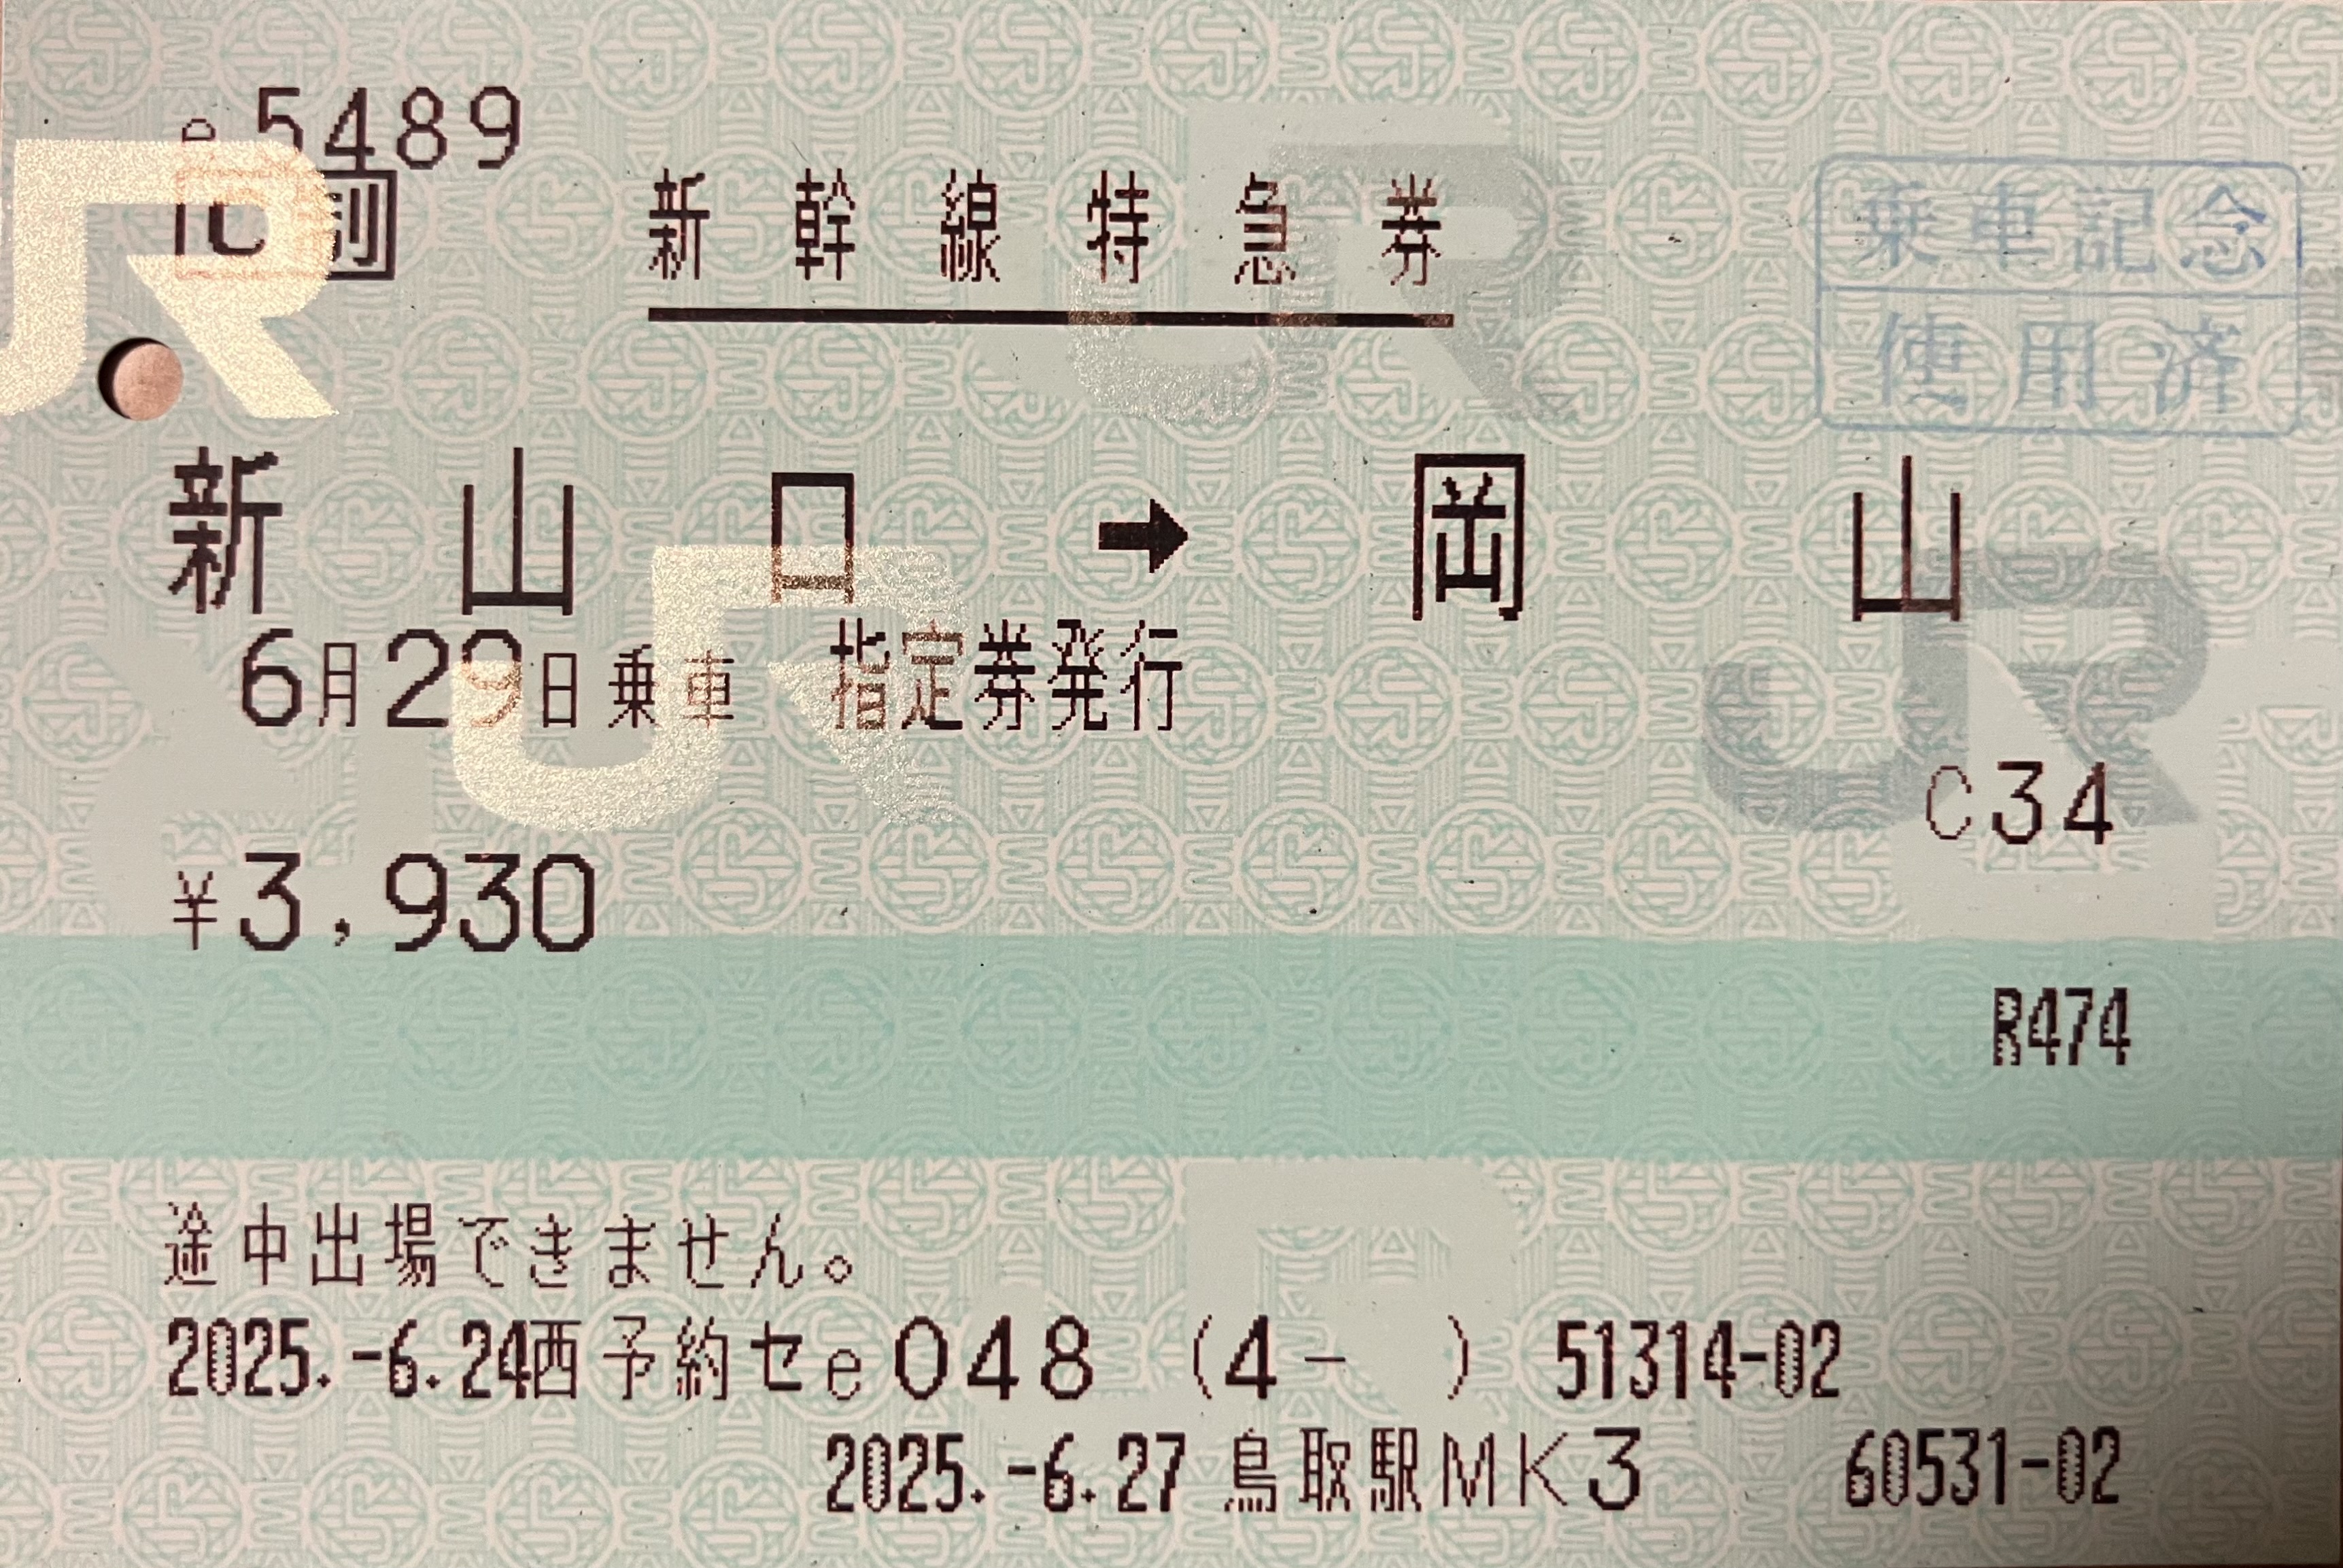 e5489
IC 割
新幹線特急券
乗車記念
使用済
新山口 ➡ 岡山
6月29日乗車 指定券発行
C34
¥3,930
R474
途中出場できません。
2025.-6.24西予約セe048 (4- ) 51314-02
2025.-6.27 鳥取駅MK3 60531-02